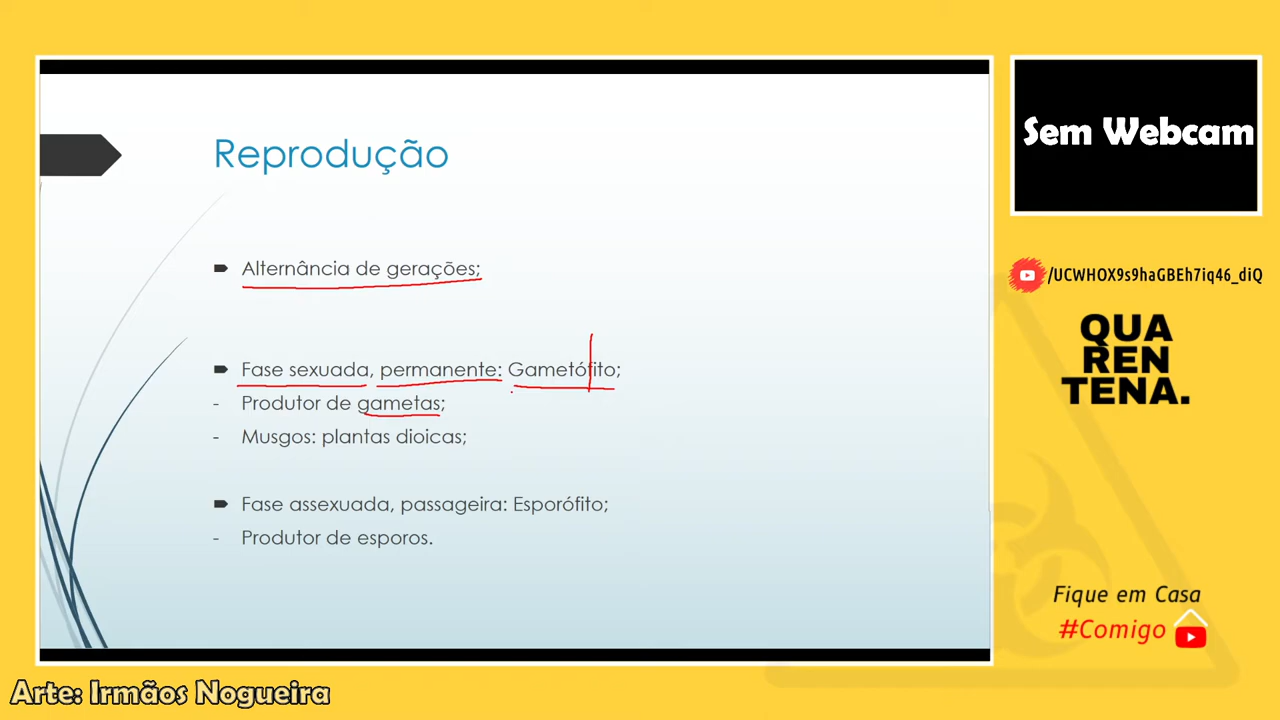 Reprodução
Alternância de gerações;
Fase sexuada, permanente: Gametófito;
- Produtor de gametas;
- Musgos: plantas dioicas;
Fase assexuada, passageira: Esporófito;
- Produtor de esporos.
Sem Webcam
/UCWHOX9s9haGBEh7iq46_diQ
QUA
REN
TENA.
Fique em Casa
#Comigo
Arte: Irmãos Nogueira